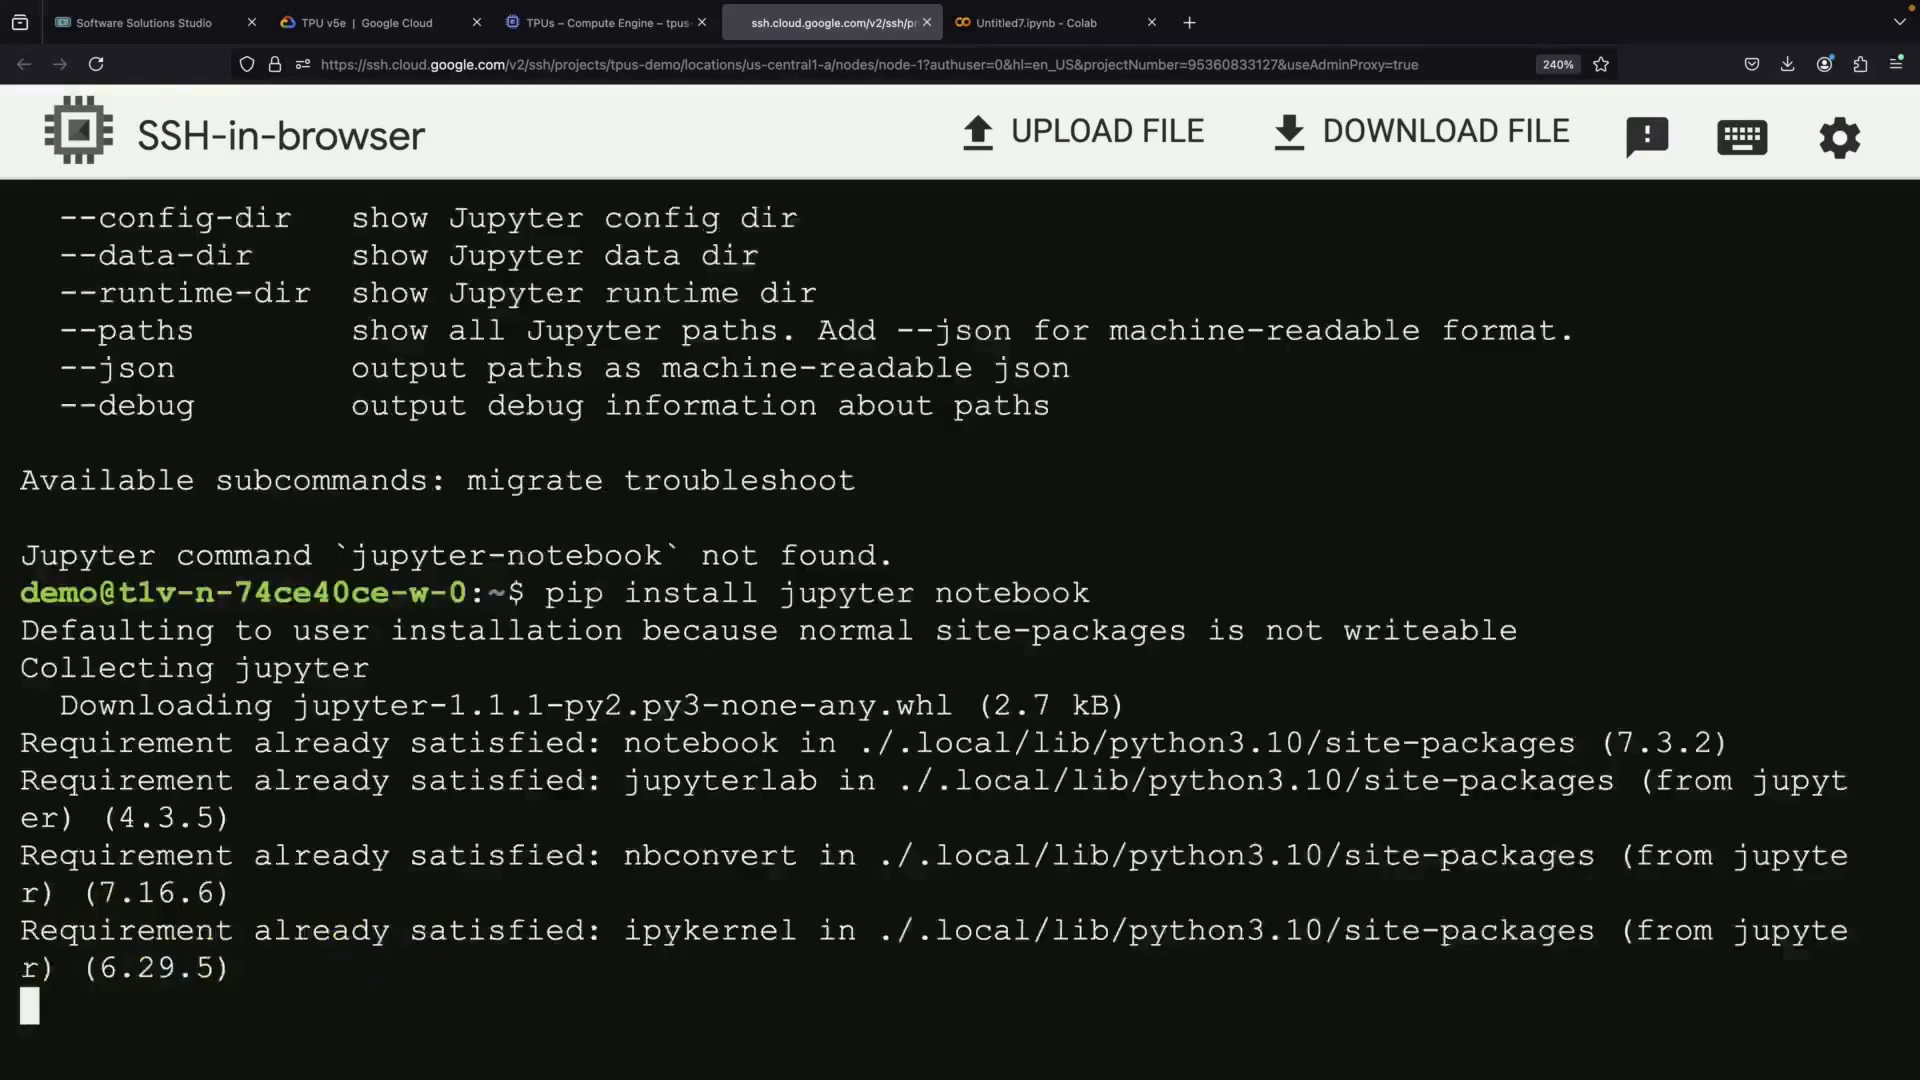 Software Solutions Studio
TPU v5e | Google Cloud
TPUs – Compute Engine – tpus-
ssh.cloud.google.com/v2/ssh/p
Untitled7.ipynb - Colab
https://ssh.cloud.google.com/v2/ssh/projects/tpus-demo/locations/us-central1-a/nodes/node-1?authuser=0&hl=en_US&projectNumber=95360833127&useAdminProxy=true
240%
SSH-in-browser
UPLOAD FILE
DOWNLOAD FILE
--config-dir show Jupyter config dir
--data-dir show Jupyter data dir
--runtime-dir show Jupyter runtime dir
--paths show all Jupyter paths. Add --json for machine-readable format.
--json output paths as machine-readable json
--debug output debug information about paths
Available subcommands: migrate troubleshoot
Jupyter command `jupyter-notebook` not found.
demo@t1v-n-74ce40ce-w-0:~$ pip install jupyter notebook
Defaulting to user installation because normal site-packages is not writeable
Collecting jupyter
Downloading jupyter-1.1.1-py2.py3-none-any.whl (2.7 kB)
Requirement already satisfied: notebook in ./.local/lib/python3.10/site-packages (7.3.2)
Requirement already satisfied: jupyterlab in ./.local/lib/python3.10/site-packages (from jupyt
er) (4.3.5)
Requirement already satisfied: nbconvert in ./.local/lib/python3.10/site-packages (from jupyte
r) (7.16.6)
Requirement already satisfied: ipykernel in ./.local/lib/python3.10/site-packages (from jupyte
r) (6.29.5)